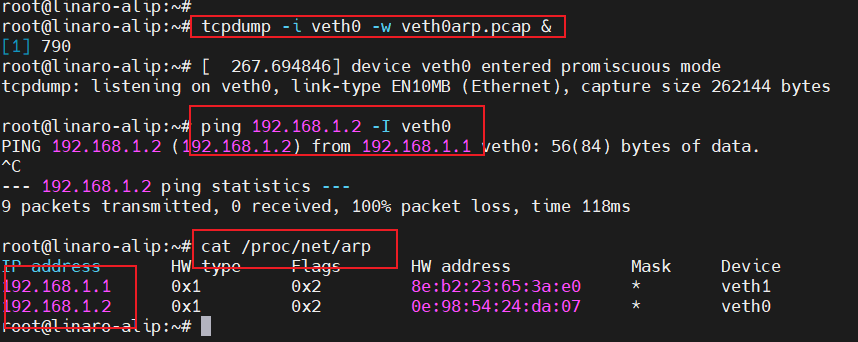 root@linaro-alip:~#
root@linaro-alip:~# tcpdump -i veth0 -w veth0arp.pcap &
[1] 790
root@linaro-alip:~# [  267.694846] device veth0 entered promiscuous mode
tcpdump: listening on veth0, link-type EN10MB (Ethernet), capture size 262144 bytes
root@linaro-alip:~# ping 192.168.1.2 -I veth0
PING 192.168.1.2 (192.168.1.2) from 192.168.1.1 veth0: 56(84) bytes of data.
^C
--- 192.168.1.2 ping statistics ---
9 packets transmitted, 0 received, 100% packet loss, time 118ms
root@linaro-alip:~# cat /proc/net/arp
IP address       HW type     Flags       HW address            Mask     Device
192.168.1.1      0x1         0x2         8e:b2:23:65:3a:e0     *        veth1
192.168.1.2      0x1         0x2         0e:98:54:24:da:07     *        veth0
root@linaro-alip:~#